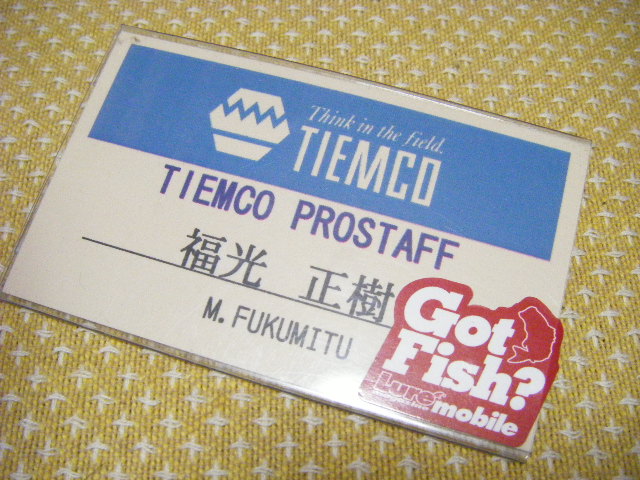 Think in the field.
TIEMCO
TIEMCO PROSTAFF
福光 正樹
M.FUKUMITU
Got
Fish?
Lure
mobile